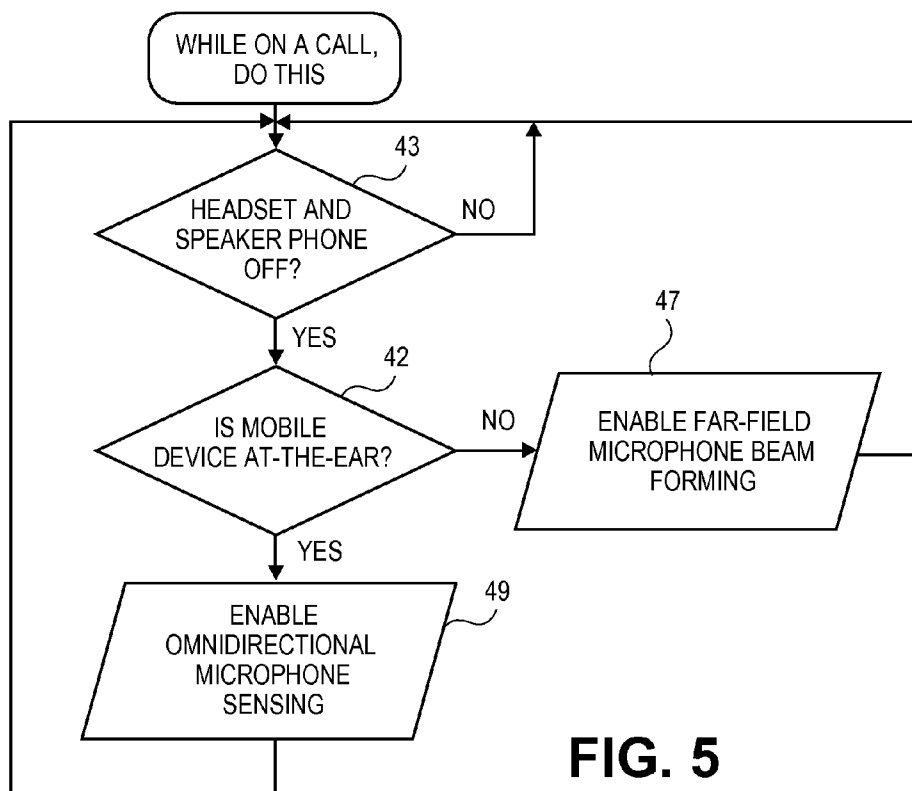 WHILE ON A CALL,
DO THIS
43
HEADSET AND
SPEAKER PHONE
OFF?
NO
YES
42
IS MOBILE
DEVICE AT-THE-EAR?
NO
47
ENABLE FAR-FIELD
MICROPHONE BEAM
FORMING
YES
ENABLE
OMNIDIRECTIONAL
MICROPHONE
SENSING
49
FIG. 5